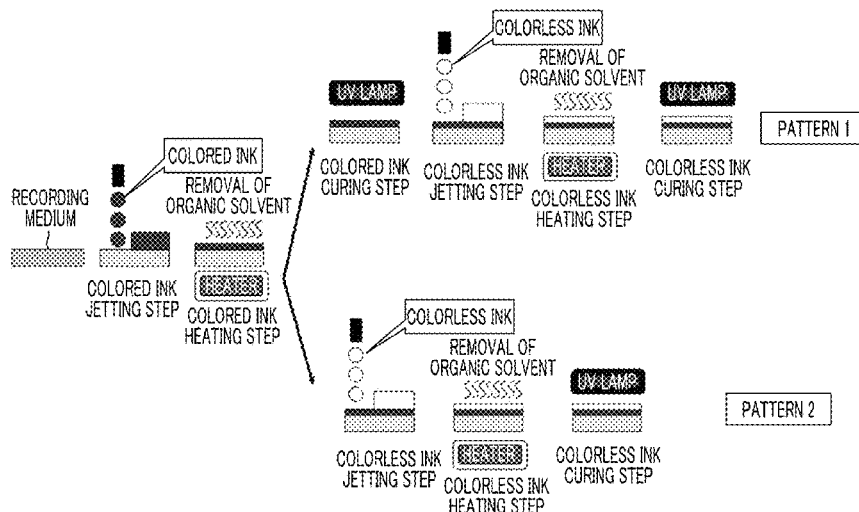 RECORDING
MEDIUM
COLORED INK
COLORED INK
JETTING STEP
REMOVAL OF
ORGANIC SOLVENT
HEATER
COLORED INK
HEATING STEP
UV LAMP
COLORED INK
CURING STEP
COLORLESS INK
COLORLESS INK
JETTING STEP
REMOVAL OF
ORGANIC SOLVENT
HEATER
COLORLESS INK
HEATING STEP
UV LAMP
COLORLESS INK
CURING STEP
PATTERN 1
COLORLESS INK
COLORLESS INK
JETTING STEP
REMOVAL OF
ORGANIC SOLVENT
HEATER
COLORLESS INK
HEATING STEP
UV LAMP
COLORLESS INK
CURING STEP
PATTERN 2